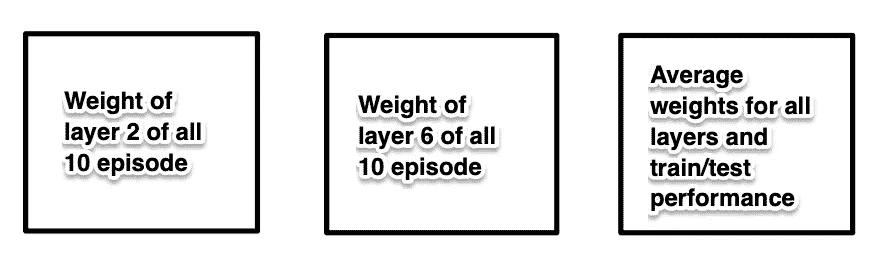 Weight of
layer 2 of all
10 episode
Weight of
layer 6 of all
10 episode
Average
weights for all
layers and
train/test
performance